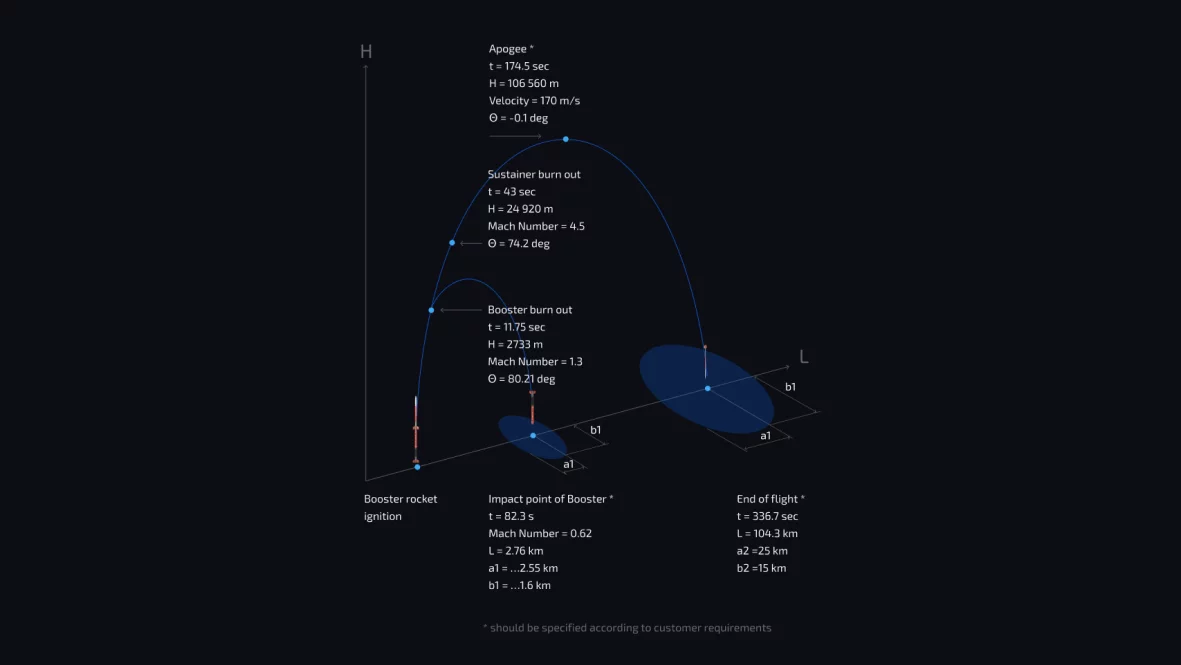 H
Apogee *
t = 174.5 sec
H = 106 560 m
Velocity = 170 m/s
Θ = -0.1 deg
Sustainer burn out
t = 43 sec
H = 24 920 m
Mach Number = 4.5
Θ = 74.2 deg
Booster burn out
t = 11.75 sec
H = 2733 m
Mach Number = 1.3
Θ = 80.21 deg
L
b1
a1
b1
a1
Booster rocket
ignition
Impact point of Booster *
t = 82.3 s
Mach Number = 0.62
L = 2.76 km
a1 = ...2.55 km
b1 = ...1.6 km
End of flight *
t = 336.7 sec
L = 104.3 km
a2 =25 km
b2 =15 km
* should be specified according to customer requirements